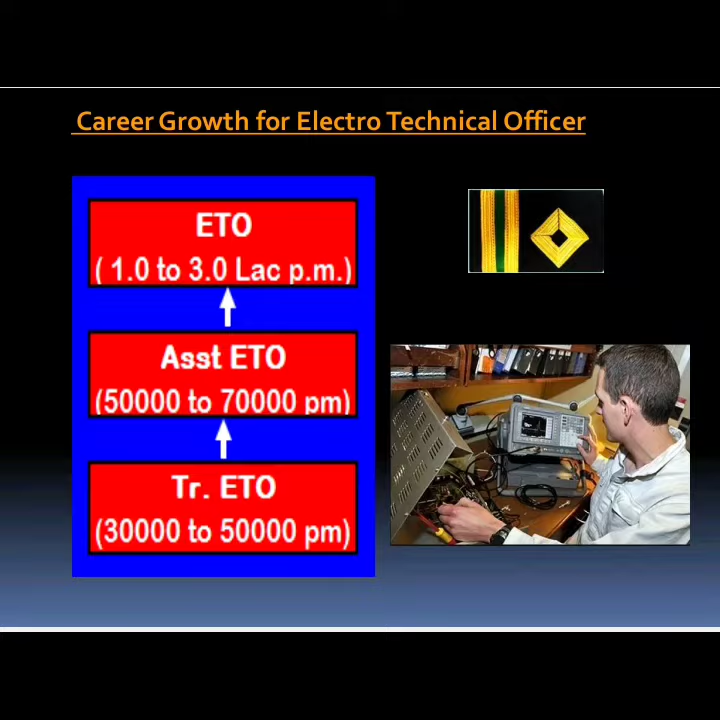 Career Growth for Electro Technical Officer
ETO
( 1.0 to 3.0 Lac p.m.)
Asst ETO
(50000 to 70000 pm)
Tr. ETO
(30000 to 50000 pm)